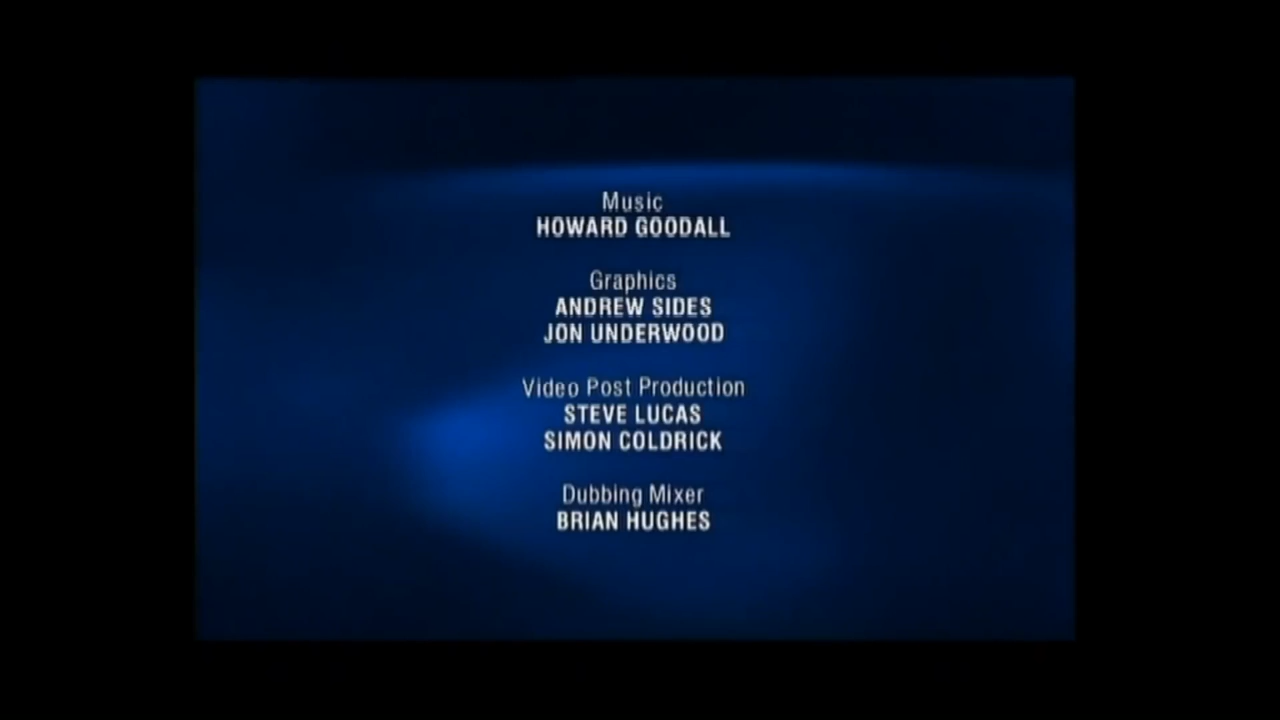 Music
HOWARD GOODALL
Graphics
ANDREW SIDES
JON UNDERWOOD
Video Post Production
STEVE LUCAS
SIMON COLDRICK
Dubbing Mixer
BRIAN HUGHES